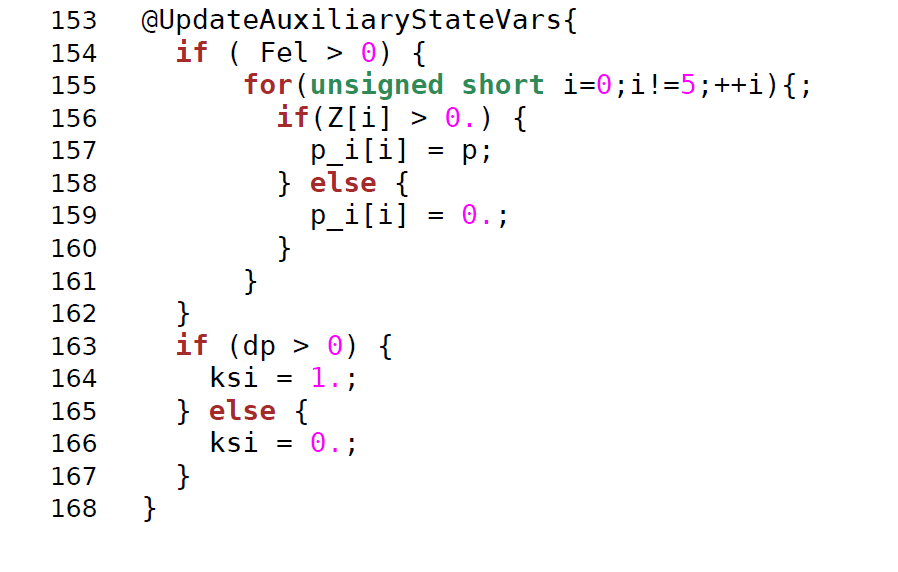 153 @UpdateAuxiliaryStateVars{
154 if ( Fel > 0) {
155 for(unsigned short i=0;i!=5;++i){;
156 if(Z[i] > 0.) {
157 p_i[i] = p;
158 } else {
159 p_i[i] = 0.;
160 }
161 }
162 }
163 if (dp > 0) {
164 ksi = 1.;
165 } else {
166 ksi = 0.;
167 }
168 }